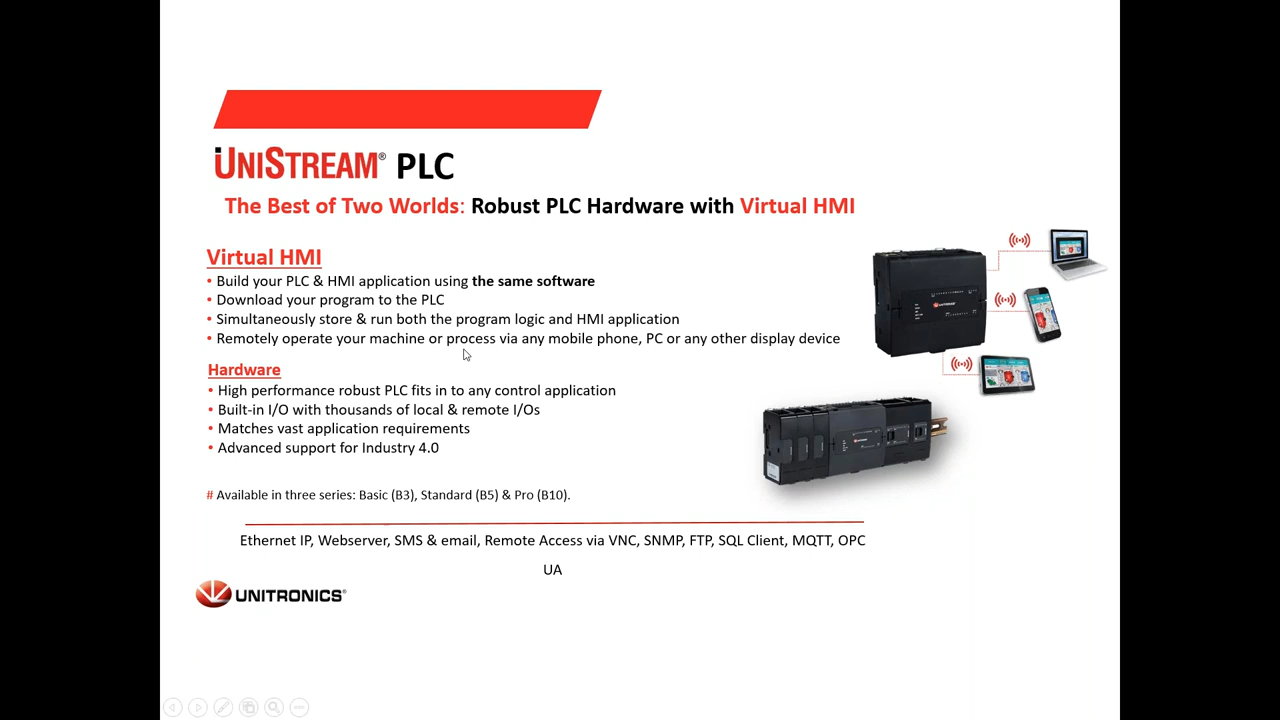 UNISTREAM® PLC
The Best of Two Worlds: Robust PLC Hardware with Virtual HMI
Virtual HMI
• Build your PLC & HMI application using the same software
• Download your program to the PLC
• Simultaneously store & run both the program logic and HMI application
• Remotely operate your machine or process via any mobile phone, PC or any other display device
Hardware
• High performance robust PLC fits in to any control application
• Built-in I/O with thousands of local & remote I/Os
• Matches vast application requirements
• Advanced support for Industry 4.0
# Available in three series: Basic (B3), Standard (B5) & Pro (B10).
Ethernet IP, Webserver, SMS & email, Remote Access via VNC, SNMP, FTP, SQL Client, MQTT, OPC
UA
UNITRONICS®
UNITRONICS